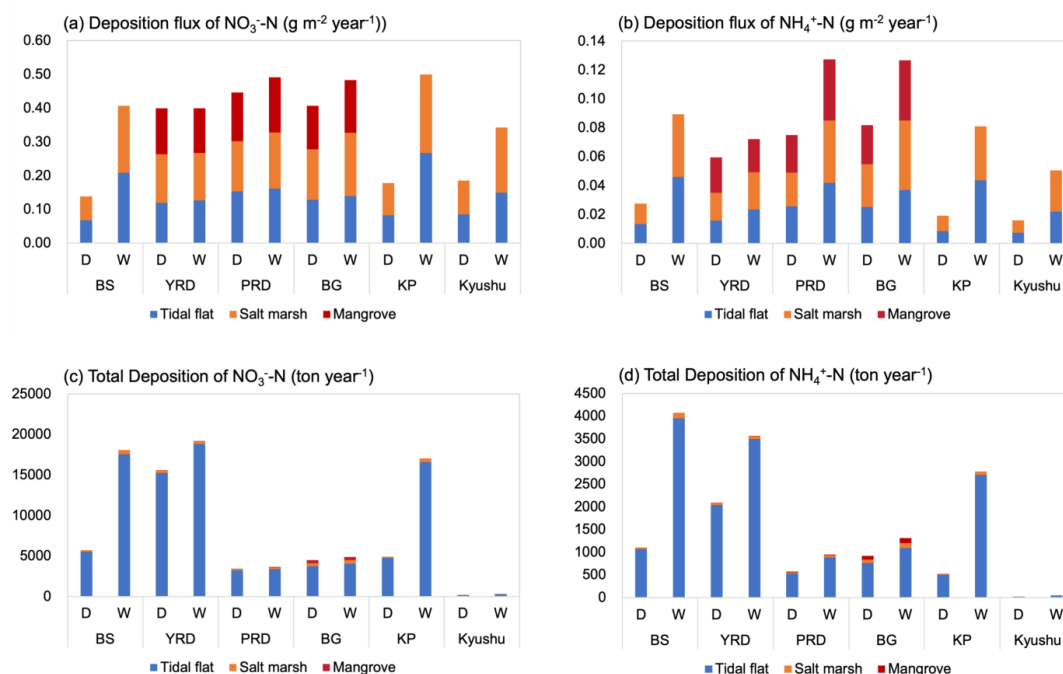 (a) Deposition flux of NO₃⁻-N (g m⁻² year⁻¹))
0.60
0.50
0.40
0.30
0.20
0.10
0.00
D W D W D W D W D W D W
BS YRD PRD BG KP Kyushu
Tidal flat Salt marsh Mangrove
(b) Deposition flux of NH₄⁺-N (g m⁻² year⁻¹)
0.14
0.12
0.10
0.08
0.06
0.04
0.02
0.00
D W D W D W D W D W D W
BS YRD PRD BG KP Kyushu
Tidal flat Salt marsh Mangrove
(c) Total Deposition of NO₃⁻-N (ton year⁻¹)
25000
20000
15000
10000
5000
0
D W D W D W D W D W D W
BS YRD PRD BG KP Kyushu
Tidal flat Salt marsh Mangrove
(d) Total Deposition of NH₄⁺-N (ton year⁻¹)
4500
4000
3500
3000
2500
2000
1500
1000
500
0
D W D W D W D W D W D W
BS YRD PRD BG KP Kyushu
Tidal flat Salt marsh Mangrove